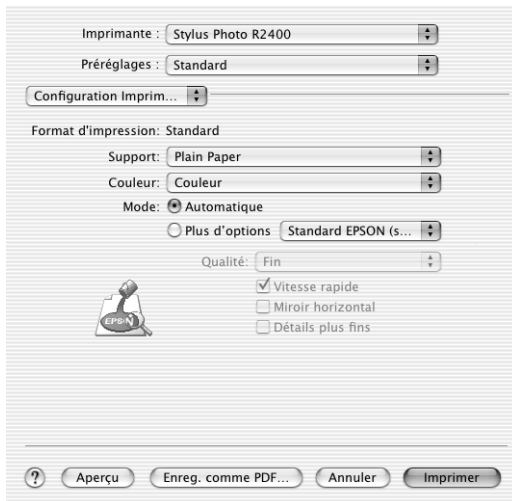 Imprimante : Stylus Photo R2400
Préréglages : Standard
Configuration Imprim...
Format d'impression: Standard
Support: Plain Paper
Couleur: Couleur
Mode: Automatique
Plus d'options Standard EPSON (s...
Qualité: Fin
Vitesse rapide
Miroir horizontal
Détails plus fins
EPSON
? Aperçu Enreg. comme PDF... Annuler Imprimer